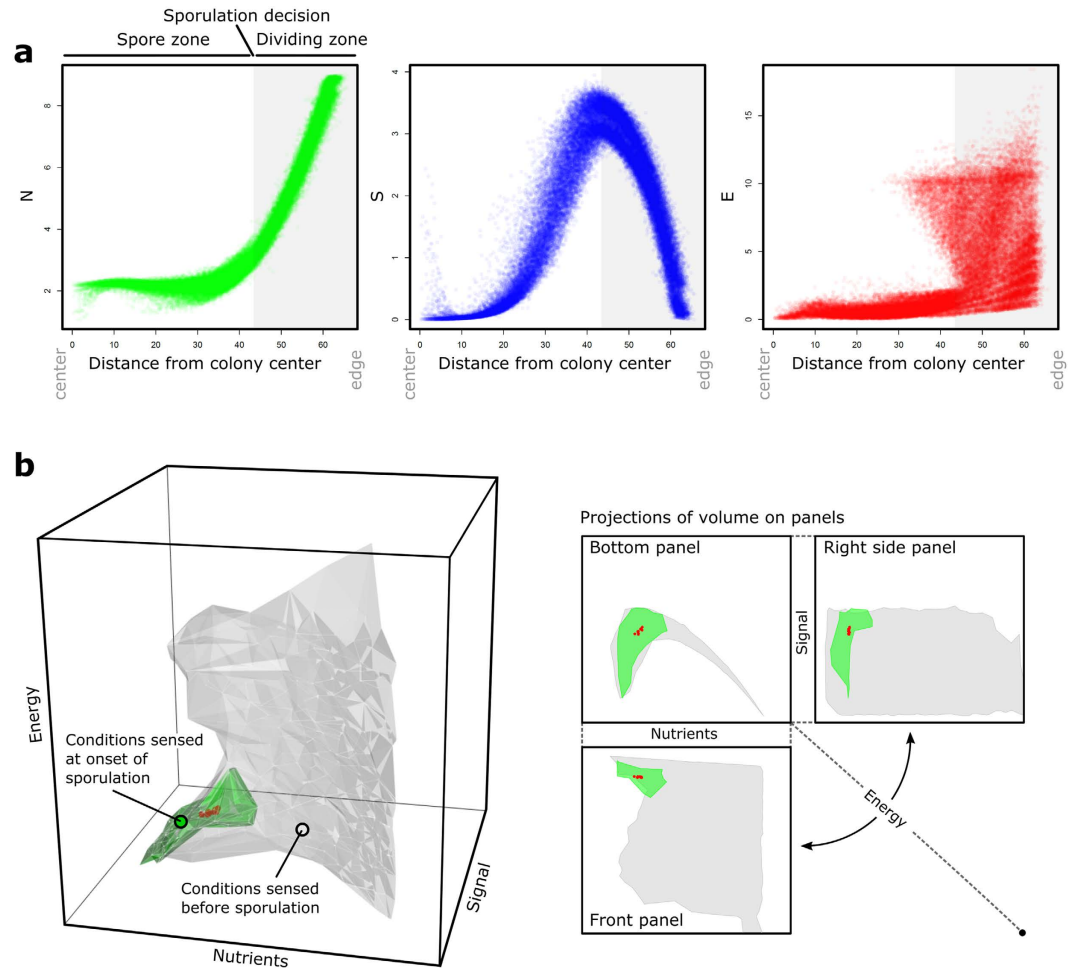 Sporulation decision
Spore zone
Dividing zone
a
N
8
6
4
2
0 10 20 30 40 50 60
Distance from colony center
center
edge
S
4
3
2
1
0
0 10 20 30 40 50 60
Distance from colony center
center
edge
E
15
10
5
0
0 10 20 30 40 50 60
Distance from colony center
center
edge
b
Energy
Conditions sensed
at onset of
sporulation
Conditions sensed
before sporulation
Nutrients
Signal
Projections of volume on panels
Bottom panel
Right side panel
Signal
Nutrients
Energy
Front panel